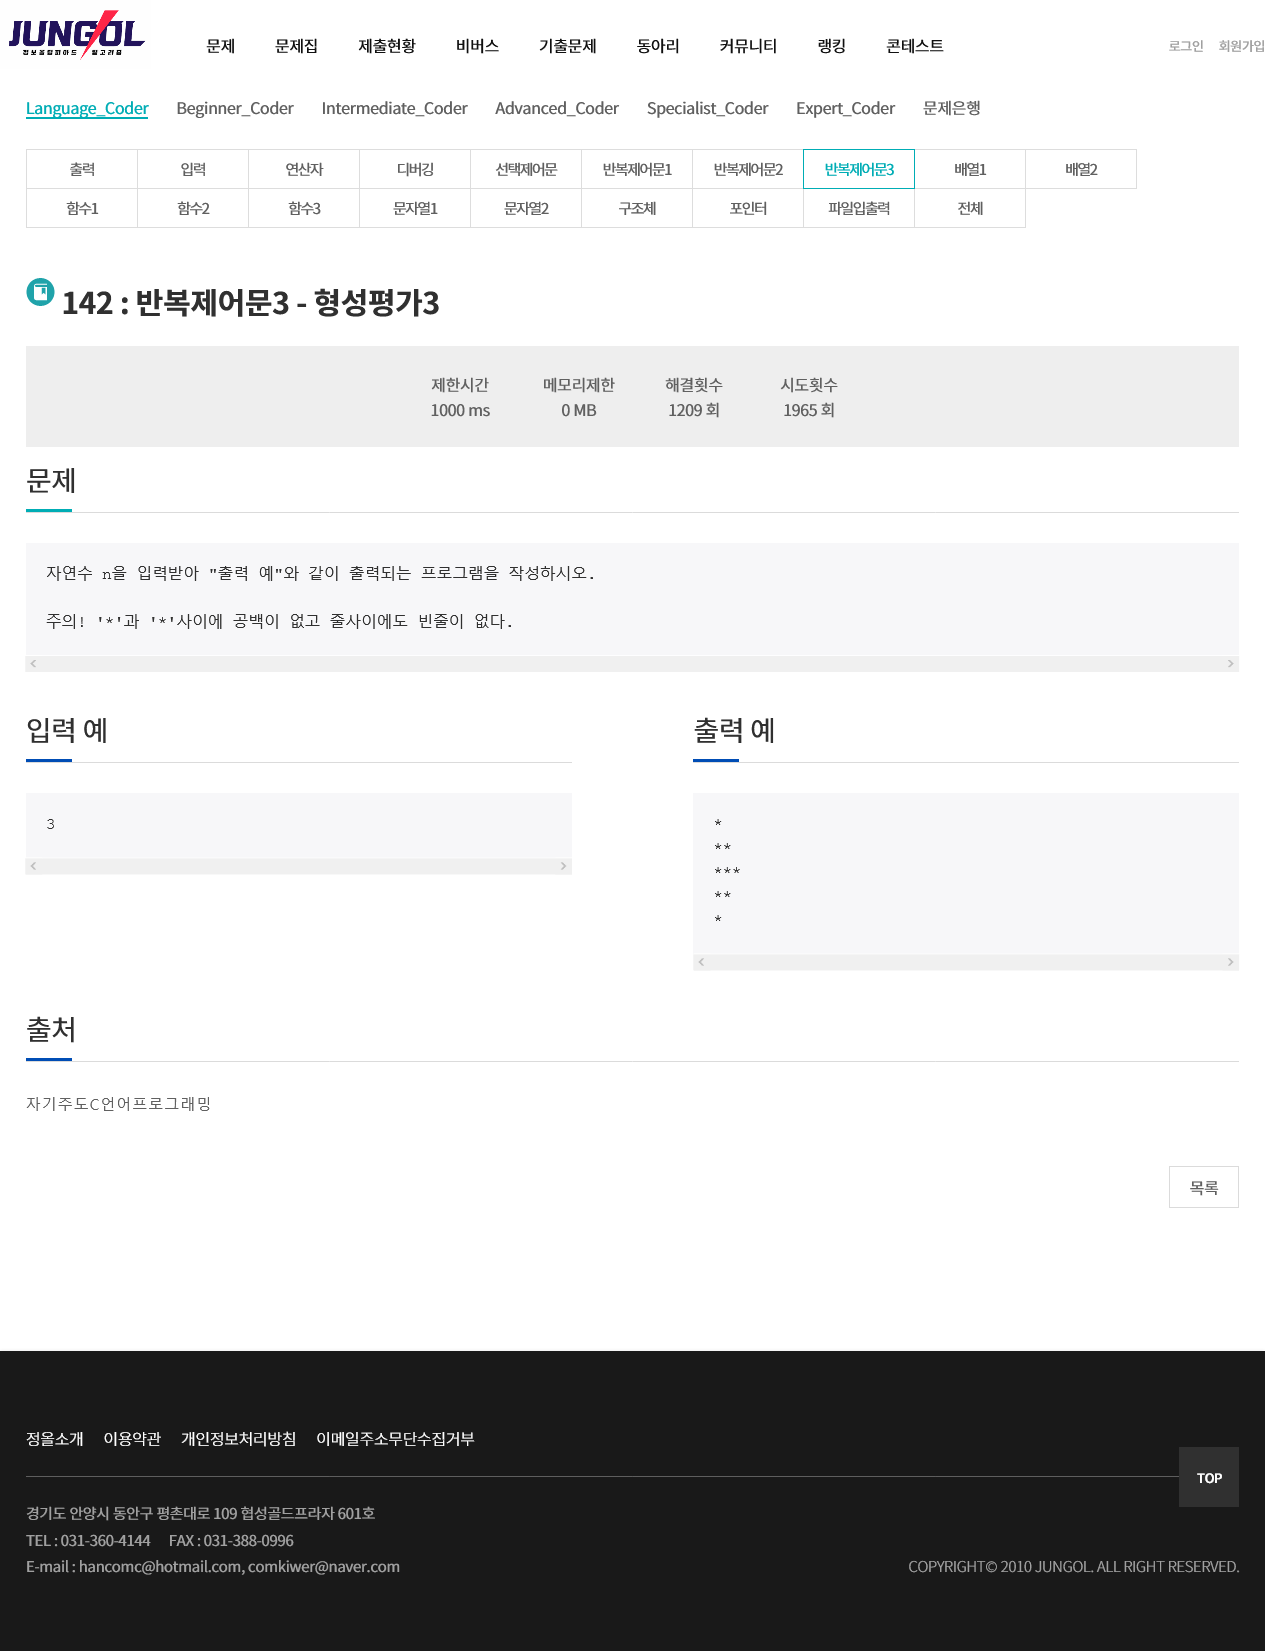 JUNGOL
정보올림피아드 알고리즘
문제 문제집 제출현황 비버스 기출문제 동아리 커뮤니티 랭킹 콘테스트 로그인 회원가입
Language_Coder Beginner_Coder Intermediate_Coder Advanced_Coder Specialist_Coder Expert_Coder 문제은행
출력 입력 연산자 디버깅 선택제어문 반복제어문1 반복제어문2 반복제어문3 배열1 배열2
함수1 함수2 함수3 문자열1 문자열2 구조체 포인터 파일입출력 전체
142 : 반복제어문3 - 형성평가3
제한시간 메모리제한 해결횟수 시도횟수
1000 ms 0 MB 1209 회 1965 회
문제
자연수 n을 입력받아 "출력 예"와 같이 출력되는 프로그램을 작성하시오.
주의! '*'과 '*'사이에 공백이 없고 줄사이에도 빈줄이 없다.
입력 예
3
출력 예
*
**
***
**
*
출처
자기주도C언어프로그래밍
목록
정올소개 이용약관 개인정보처리방침 이메일주소무단수집거부
TOP
경기도 안양시 동안구 평촌대로 109 협성골드프라자 601호
TEL : 031-360-4144 FAX : 031-388-0996
E-mail : hancomc@hotmail.com, comkiwer@naver.com
COPYRIGHT© 2010 JUNGOL. ALL RIGHT RESERVED.